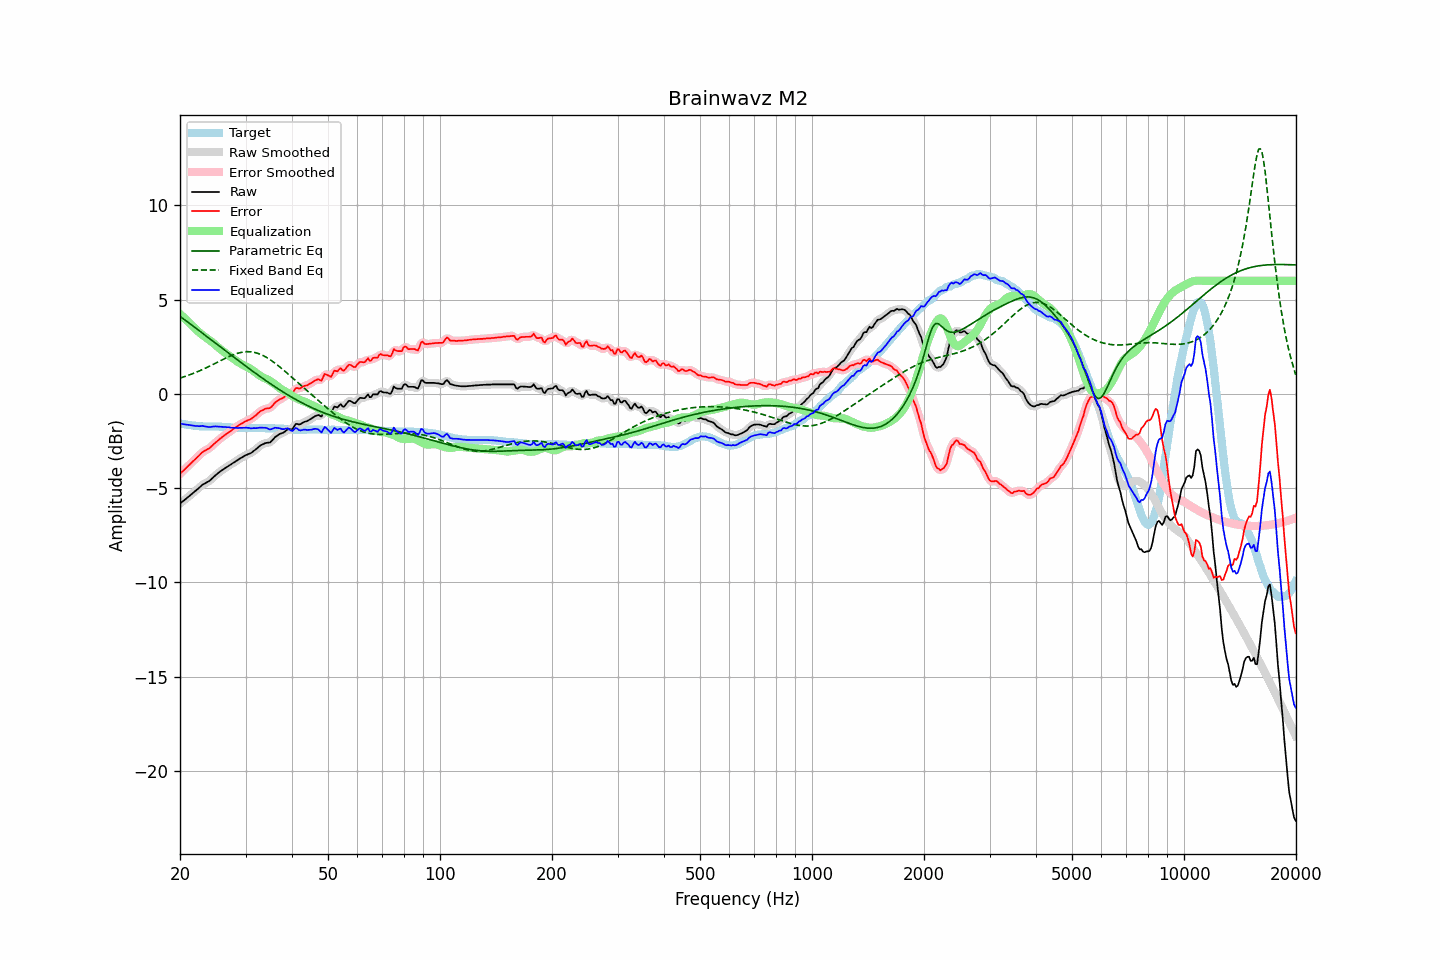 Brainwavz M2
Target
Raw Smoothed
Error Smoothed
Raw
Error
Equalization
Parametric Eq
Fixed Band Eq
Equalized
Amplitude (dBr)
10
5
0
−5
−10
−15
−20
20
50
100
200
500
1000
2000
5000
10000
20000
Frequency (Hz)